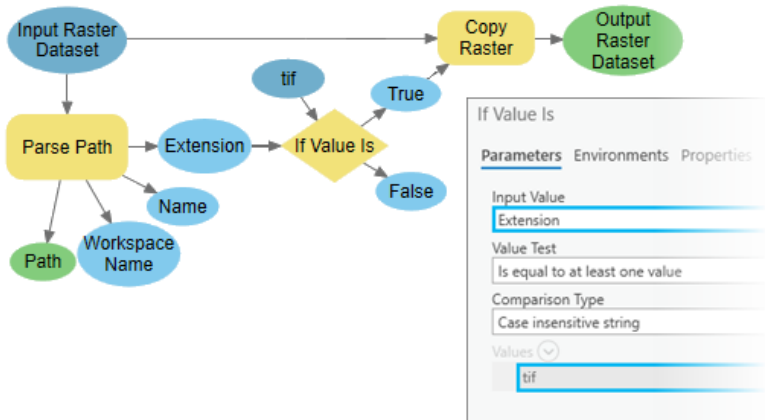 Input Raster
Dataset
Copy
Raster
Output
Raster
Dataset
tif
True
Parse Path
Extension
If Value Is
False
Name
Workspace
Name
Path
If Value Is
Parameters Environments Properties
Input Value
Extension
Value Test
Is equal to at least one value
Comparison Type
Case insensitive string
Values
tif